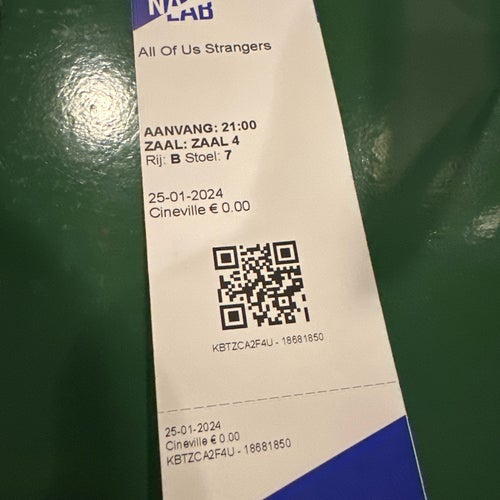 LAB
All Of Us Strangers
AANVANG: 21:00
ZAAL: ZAAL 4
Rij: B Stoel: 7
25-01-2024
Cineville € 0.00
KBTZCA2F4U - 18681850
25-01-2024
Cineville € 0.00
KBTZCA2F4U - 18681850